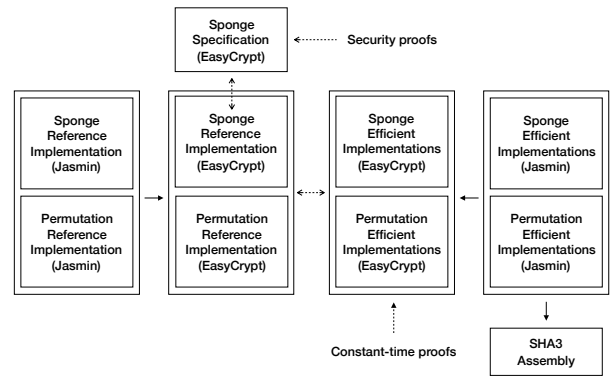 Sponge
Specification
(EasyCrypt)
Security proofs
Sponge
Reference
Implementation
(Jasmin)
Permutation
Reference
Implementation
(Jasmin)
Sponge
Reference
Implementation
(EasyCrypt)
Permutation
Reference
Implementation
(EasyCrypt)
Sponge
Efficient
Implementations
(EasyCrypt)
Permutation
Efficient
Implementations
(EasyCrypt)
Sponge
Efficient
Implementations
(Jasmin)
Permutation
Efficient
Implementations
(Jasmin)
Constant-time proofs
SHA3
Assembly